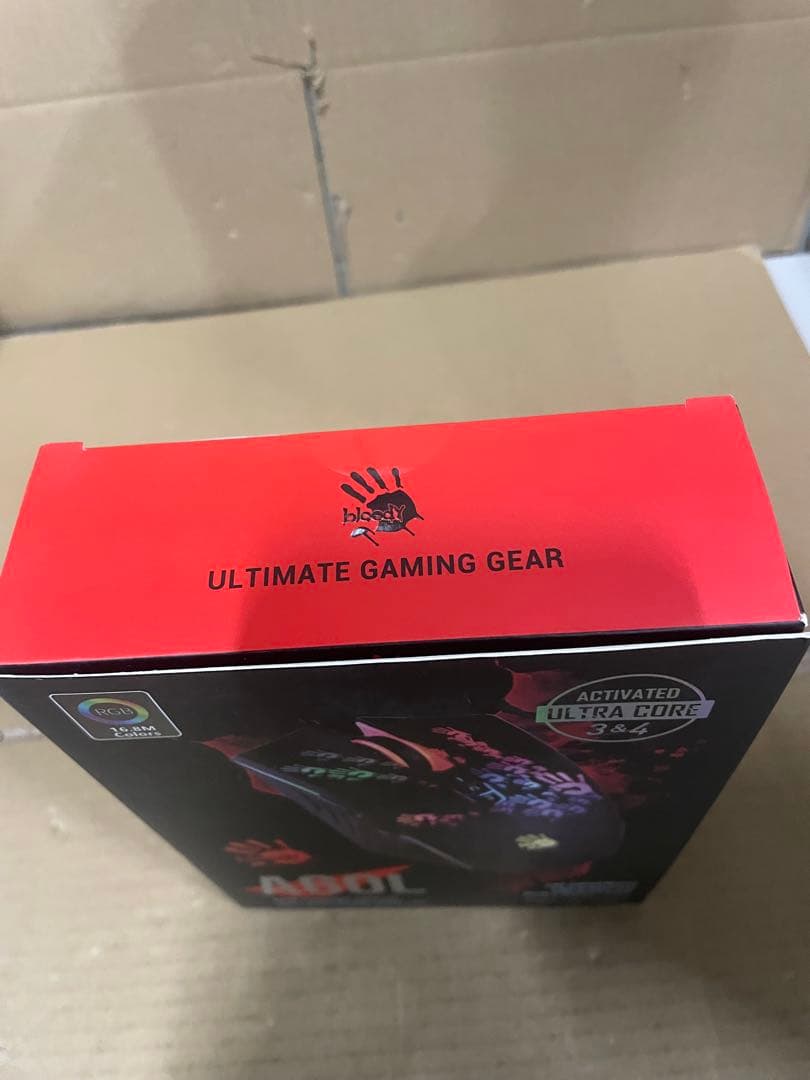 bloody
ULTIMATE GAMING GEAR
RGB
16.8M
Colors
ACTIVATED
ULTRA CORE
3&4